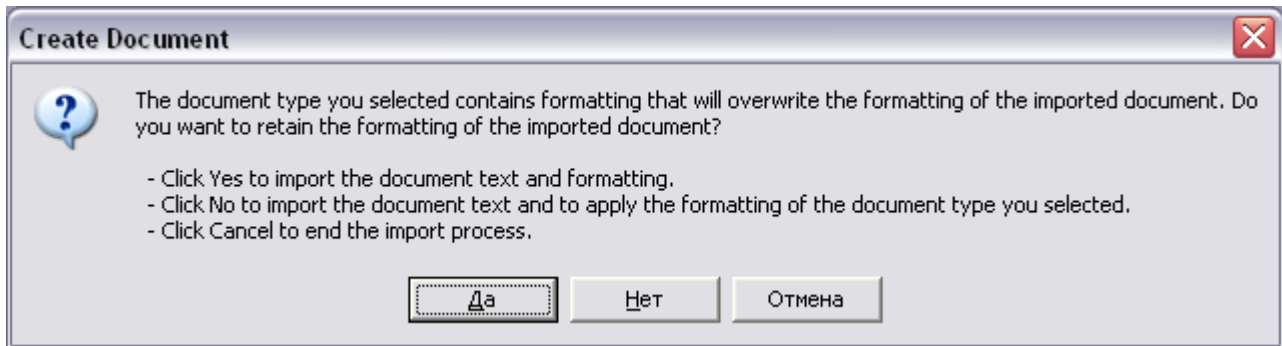 Create Document
The document type you selected contains formatting that will overwrite the formatting of the imported document. Do
you want to retain the formatting of the imported document?
- Click Yes to import the document text and formatting.
- Click No to import the document text and to apply the formatting of the document type you selected.
- Click Cancel to end the import process.
Да Нет Отмена